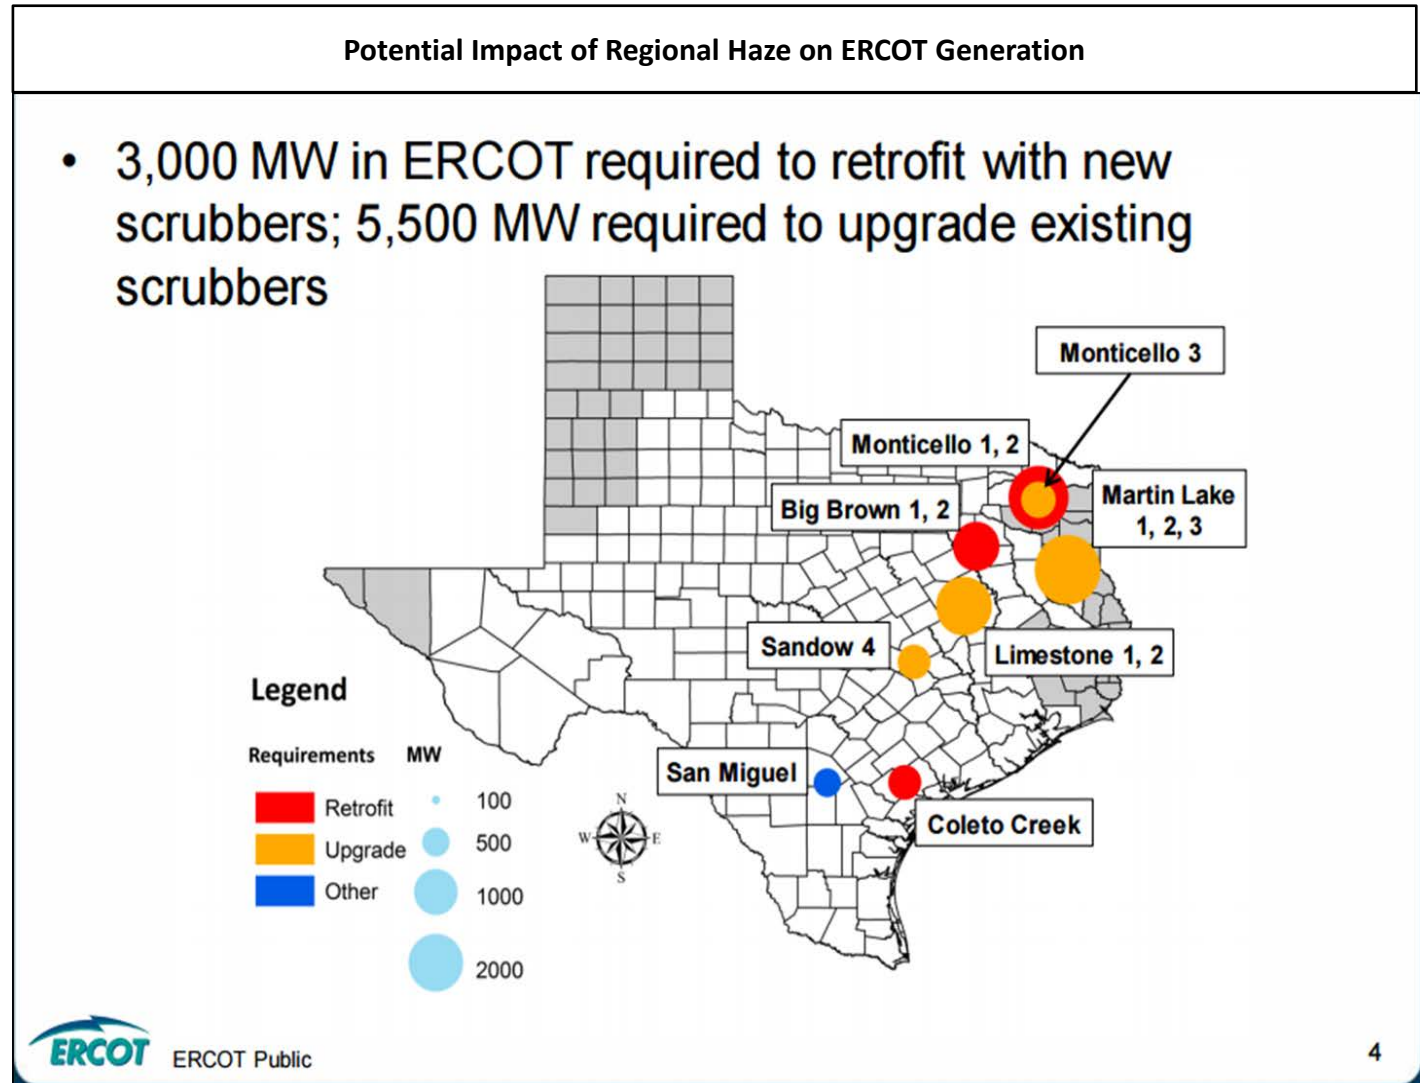 Potential Impact of Regional Haze on ERCOT Generation
• 3,000 MW in ERCOT required to retrofit with new
scrubbers; 5,500 MW required to upgrade existing
scrubbers
Monticello 3
Monticello 1, 2
Big Brown 1, 2
Martin Lake
1, 2, 3
Sandow 4
Limestone 1, 2
San Miguel
Coleto Creek
Legend
Requirements MW
Retrofit
Upgrade
Other
100
500
1000
2000
N
W E
S
ERCOT
ERCOT Public
4